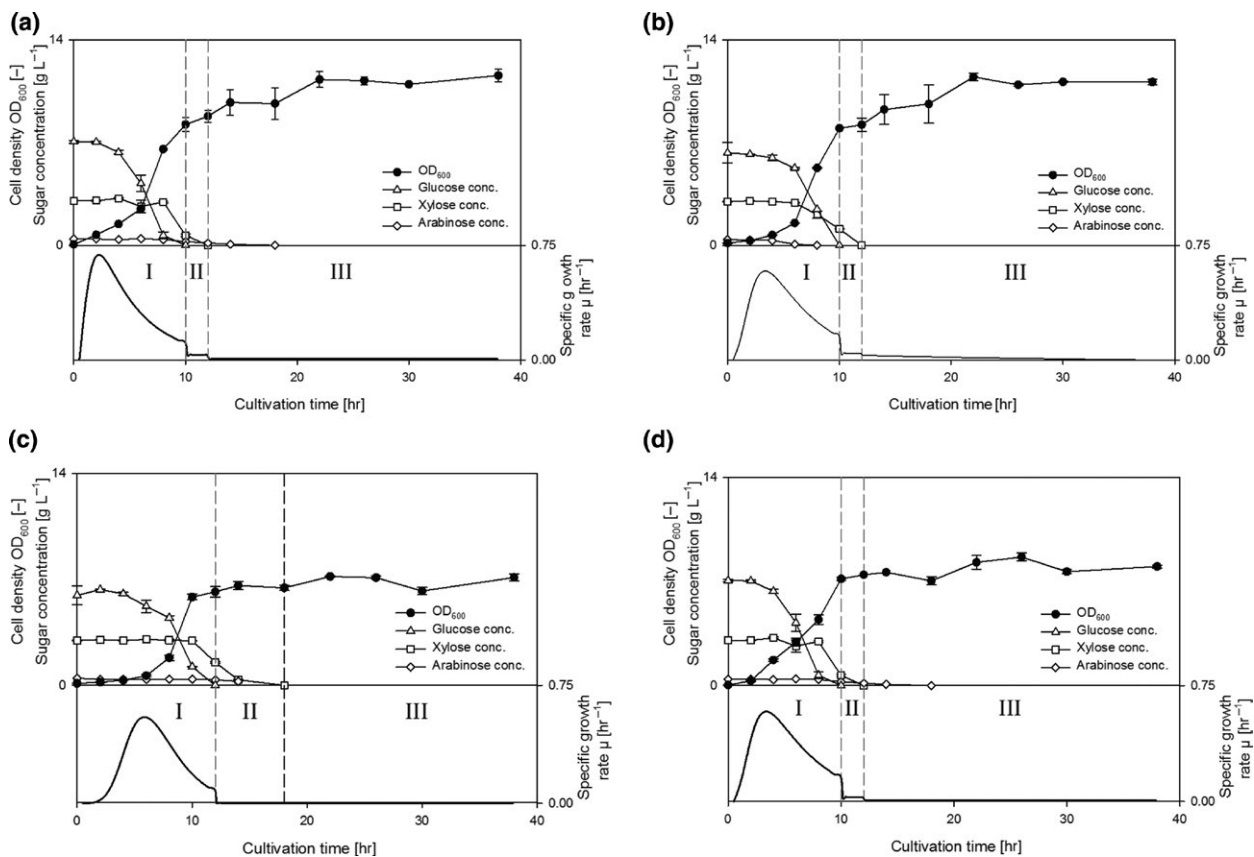 (a)
14
Cell density OD600 [–]
Sugar concentration [g L–1]
OD600
Glucose conc.
Xylose conc.
Arabinose conc.
0
0.75
I
II
III
Specific g owth
rate µ [hr–1]
0.00
0
10
20
30
40
Cultivation time [hr]
(b)
14
Cell density OD600 [–]
Sugar concentration [g L–1]
OD600
Glucose conc.
Xylose conc.
Arabinose conc.
0
0.75
I
II
III
Specific growth
rate µ [hr–1]
0.00
0
10
20
30
40
Cultivation time [hr]
(c)
14
Cell density OD600 [–]
Sugar concentration [g L–1]
OD600
Glucose conc.
Xylose conc.
Arabinose conc.
0
0.75
I
II
III
Specific growth
rate µ [hr–1]
0.00
0
10
20
30
40
Cultivation time [hr]
(d)
14
Cell density OD600 [–]
Sugar concentration [g L–1]
OD600
Glucose conc.
Xylose conc.
Arabinose conc.
0
0.75
I
II
III
Specific growth
rate µ [hr–1]
0.00
0
10
20
30
40
Cultivation time [hr]